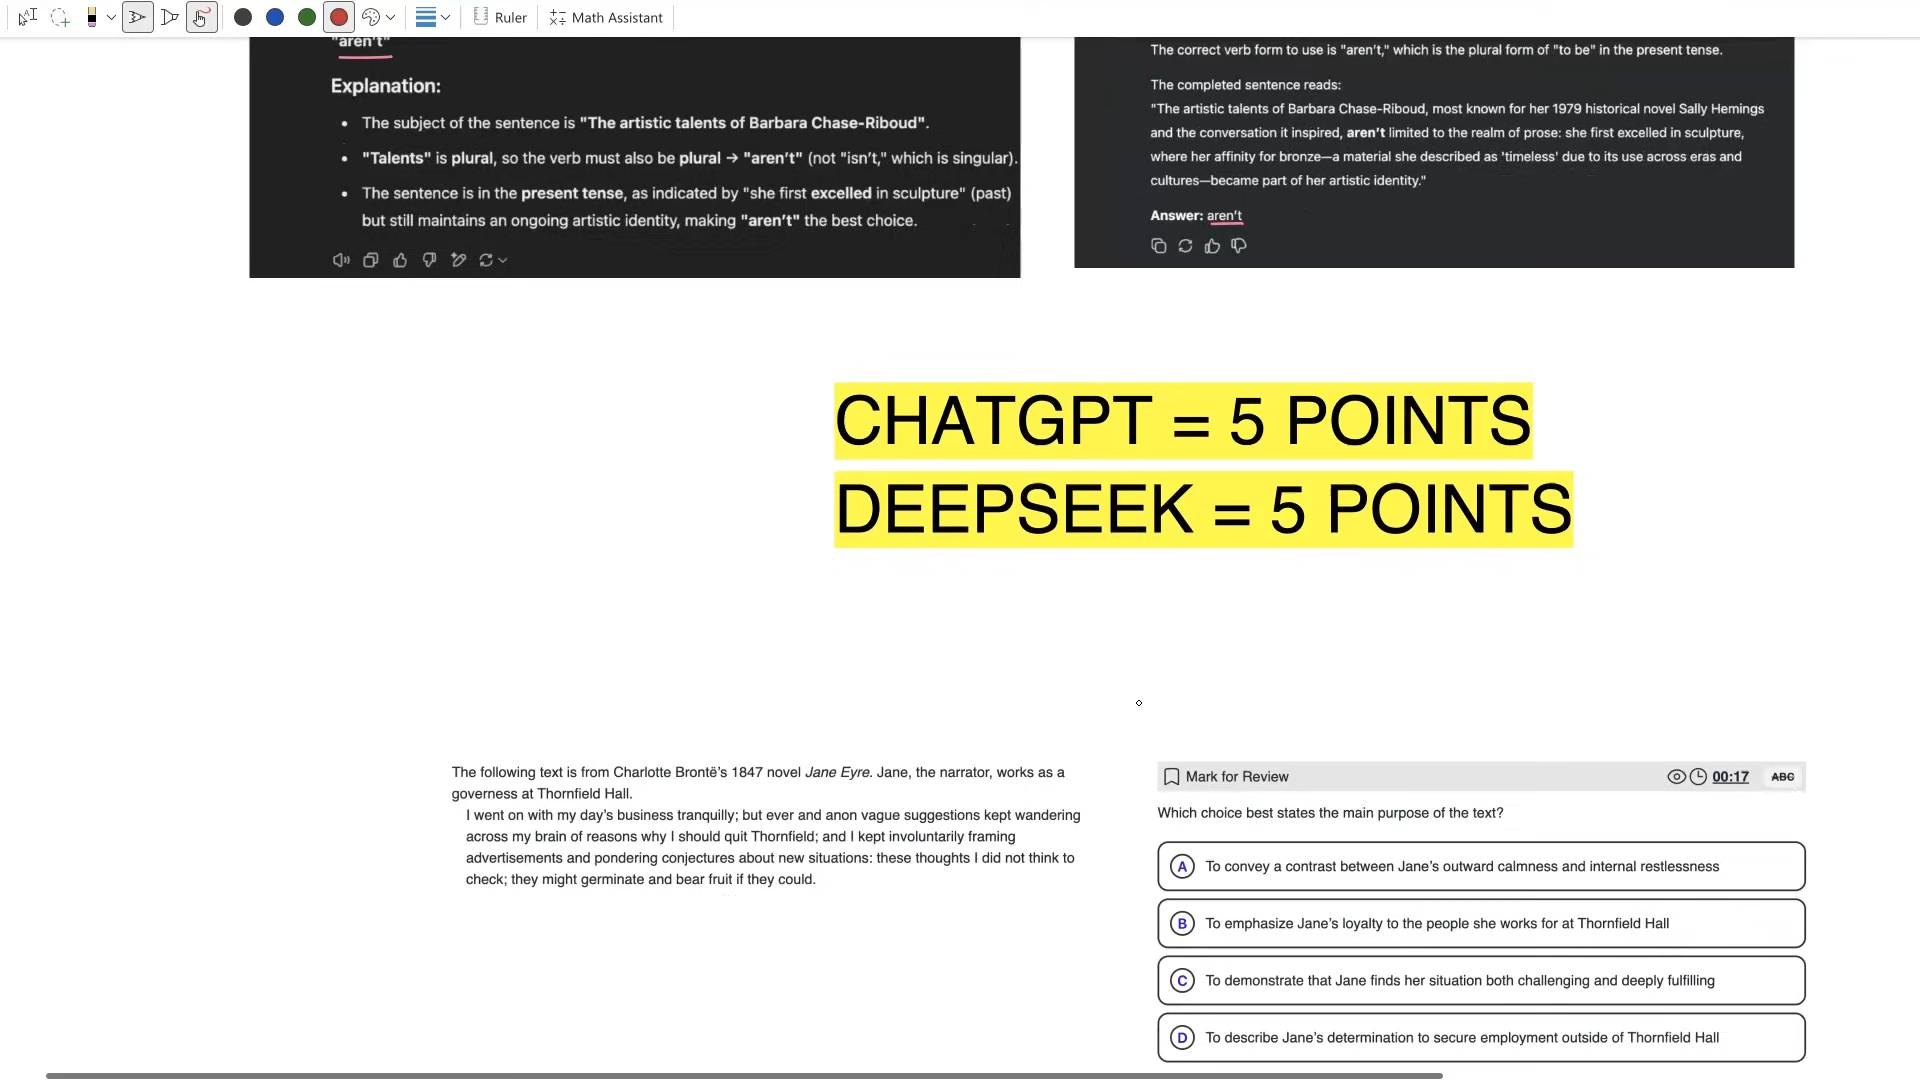 Ruler
Math Assistant
"aren't"
Explanation:
• The subject of the sentence is "The artistic talents of Barbara Chase-Riboud".
• "Talents" is plural, so the verb must also be plural → "aren't" (not "isn't," which is singular).
• The sentence is in the present tense, as indicated by "she first excelled in sculpture" (past)
but still maintains an ongoing artistic identity, making "aren't" the best choice.
The correct verb form to use is "aren't," which is the plural form of "to be" in the present tense.
The completed sentence reads:
"The artistic talents of Barbara Chase-Riboud, most known for her 1979 historical novel Sally Hemings
and the conversation it inspired, aren't limited to the realm of prose: she first excelled in sculpture,
where her affinity for bronze—a material she described as 'timeless' due to its use across eras and
cultures—became part of her artistic identity."
Answer: aren't
CHATGPT = 5 POINTS
DEEPSEEK = 5 POINTS
The following text is from Charlotte Brontë's 1847 novel Jane Eyre. Jane, the narrator, works as a
governess at Thornfield Hall.
I went on with my day's business tranquilly; but ever and anon vague suggestions kept wandering
across my brain of reasons why I should quit Thornfield; and I kept involuntarily framing
advertisements and pondering conjectures about new situations: these thoughts I did not think to
check; they might germinate and bear fruit if they could.
Mark for Review
00:17
ABC
Which choice best states the main purpose of the text?
A To convey a contrast between Jane's outward calmness and internal restlessness
B To emphasize Jane's loyalty to the people she works for at Thornfield Hall
C To demonstrate that Jane finds her situation both challenging and deeply fulfilling
D To describe Jane's determination to secure employment outside of Thornfield Hall